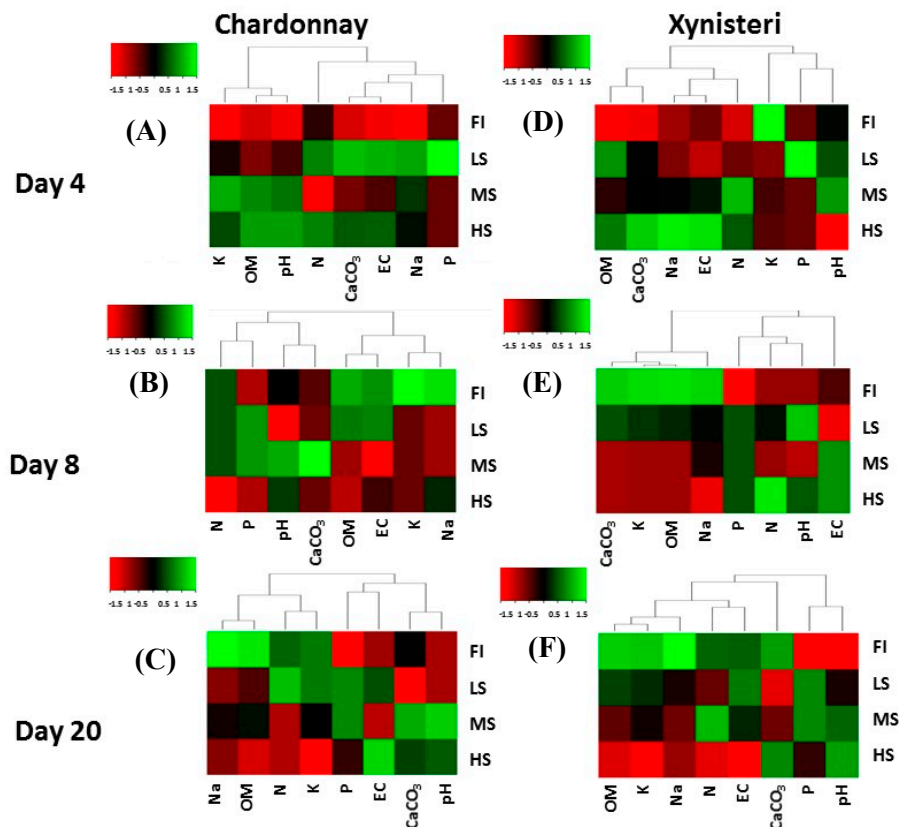 Chardonnay
Xynisteri
Day 4
(A)
-1.5 1 -0.5 0.5 1 1.5
FI
LS
MS
HS
K OM pH N CaCO₃ EC Na P
(D)
-1.5 1 -0.5 0.5 1 1.5
FI
LS
MS
HS
OM CaCO₃ Na EC N K P pH
Day 8
(B)
-1.5 1 -0.5 0.5 1 1.5
FI
LS
MS
HS
N P pH CaCO₃ OM EC K Na
(E)
-1.5 1 -0.5 0.5 1 1.5
FI
LS
MS
HS
CaCO₃ K OM Na P N pH EC
Day 20
(C)
-1.5 1 -0.5 0.5 1 1.5
FI
LS
MS
HS
Na OM N K P EC CaCO₃ pH
(F)
-1.5 1 -0.5 0.5 1 1.5
FI
LS
MS
HS
OM K Na N EC CaCO₃ P pH